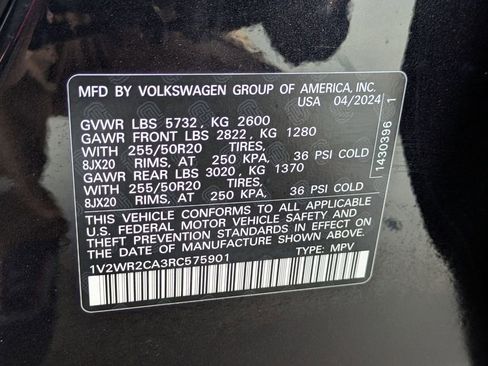 MFD BY VOLKSWAGEN GROUP OF AMERICA, INC.
USA 04/2024
GVWR LBS 5732, KG 2600
GAWR FRONT LBS 2822, KG 1280
WITH 255/50R20 TIRES,
8JX20 RIMS, AT 250 KPA, 36 PSI COLD
GAWR REAR LBS 3020, KG 1370
WITH 255/50R20 TIRES,
8JX20 RIMS, AT 250 KPA, 36 PSI COLD
THIS VEHICLE CONFORMS TO ALL APPLICABLE
U.S. FEDERAL MOTOR VEHICLE SAFETY AND
THEFT PREVENTION STANDARDS IN EFFECT ON
THE DATE OF MANUFACTURE SHOWN ABOVE.
1V2WR2CA3RC575901 TYPE: MPV
1430396 1